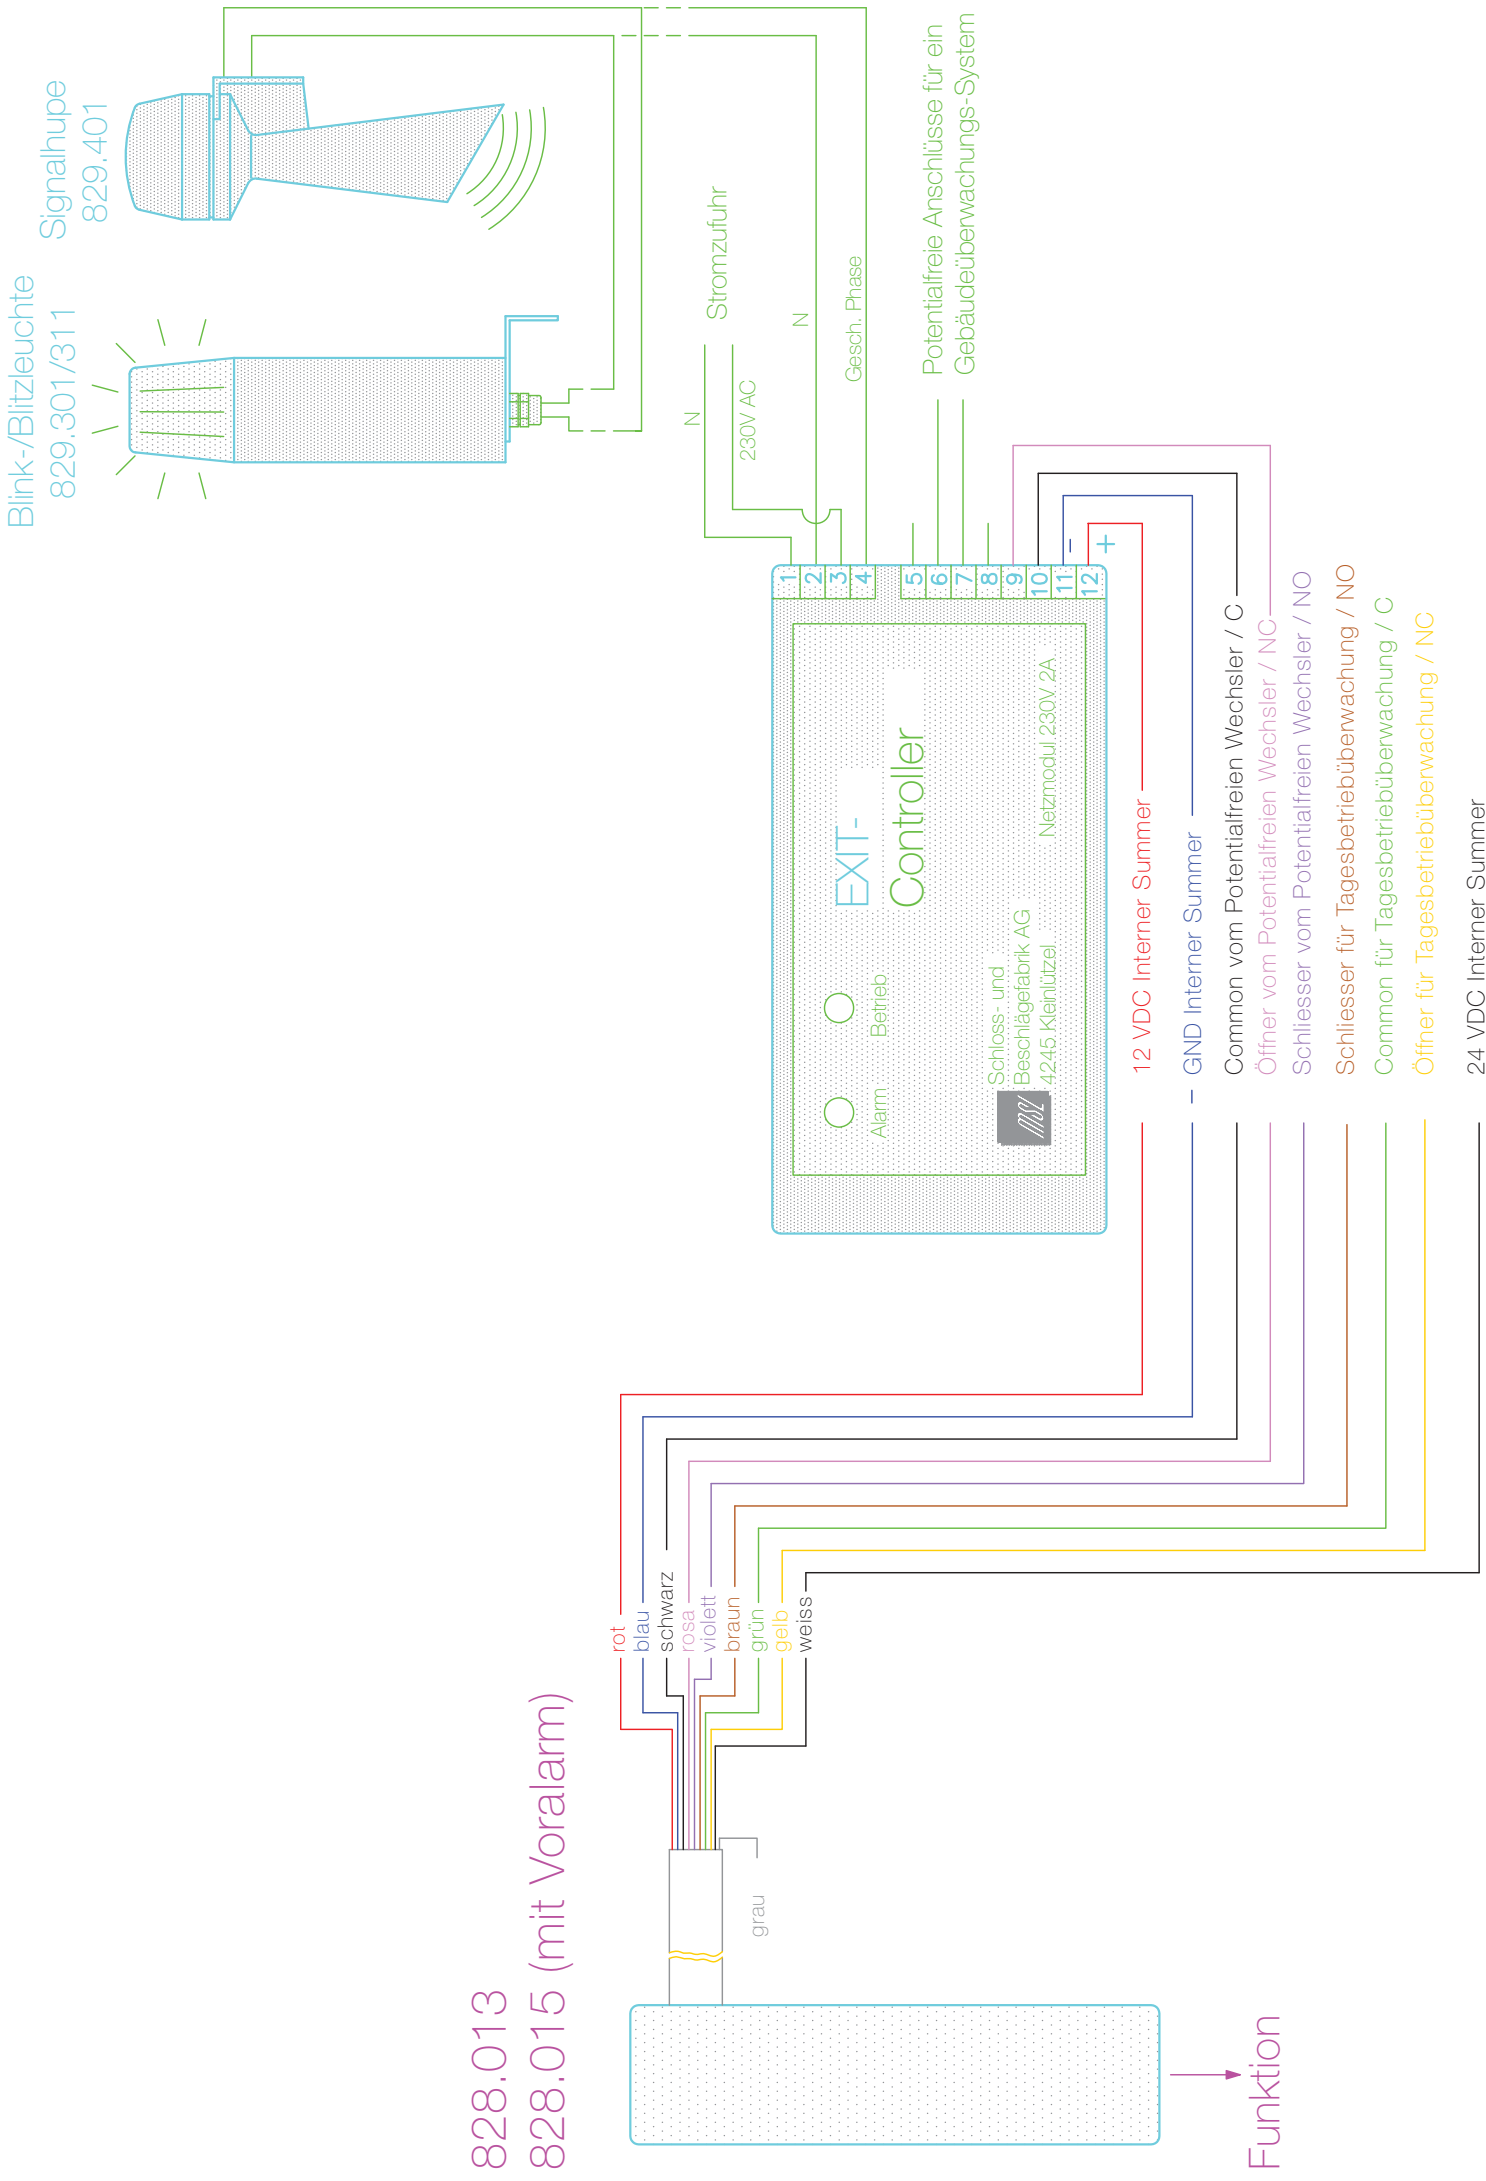 Blink-/Blitzleuchte
829.301/311
Signalhupe
829.401
828.013
828.015 (mit Voralarm)
rot
blau
schwarz
rosa
violett
braun
grün
gelb
weiss
grau
Funktion
N
230V AC
Stromzufuhr
N
Gesch. Phase
Potentialfreie Anschlüsse für ein
Gebäudeüberwachungs-System
1
2
3
4
5
6
7
8
9
10
11
12
–
+
EXIT-
Controller
Alarm
Betrieb
Schloss- und
Beschlägefabrik AG
4245 Kleinlützel
MSL
Netzmodul 230V 2A
12 VDC Interner Summer
– GND Interner Summer
Common vom Potentialfreien Wechsler / C
Öffner vom Potentialfreien Wechsler / NC
Schliesser vom Potentialfreien Wechsler / NO
Schliesser für Tagesbetriebüberwachung / NO
Common für Tagesbetriebüberwachung / C
Öffner für Tagesbetriebüberwachung / NC
24 VDC Interner Summer